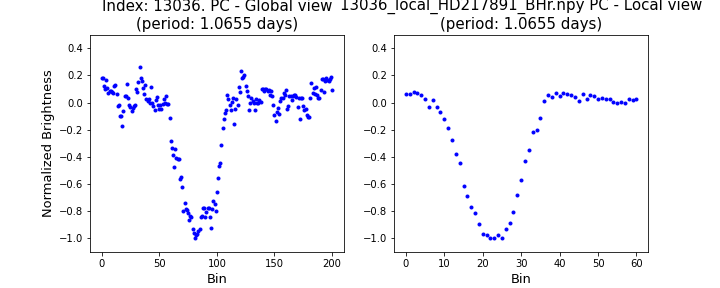 Index: 13036. PC - Global view
(period: 1.0655 days)
13036_local_HD217891_BHr.npy PC - Local view
(period: 1.0655 days)
Normalized Brightness
0.4
0.2
0.0
−0.2
−0.4
−0.6
−0.8
−1.0
0 50 100 150 200
Bin
0.4
0.2
0.0
−0.2
−0.4
−0.6
−0.8
−1.0
0 10 20 30 40 50 60
Bin